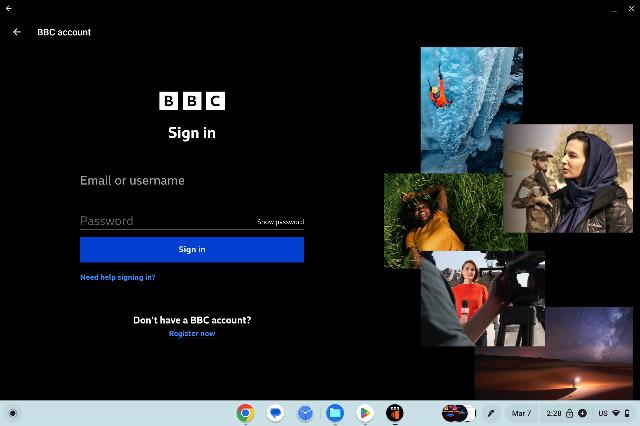 BBC account
BBC
Sign in
Email or username
Password
Show password
Sign in
Need help signing in?
Don't have a BBC account?
Register now
Mar 7
2:28
US